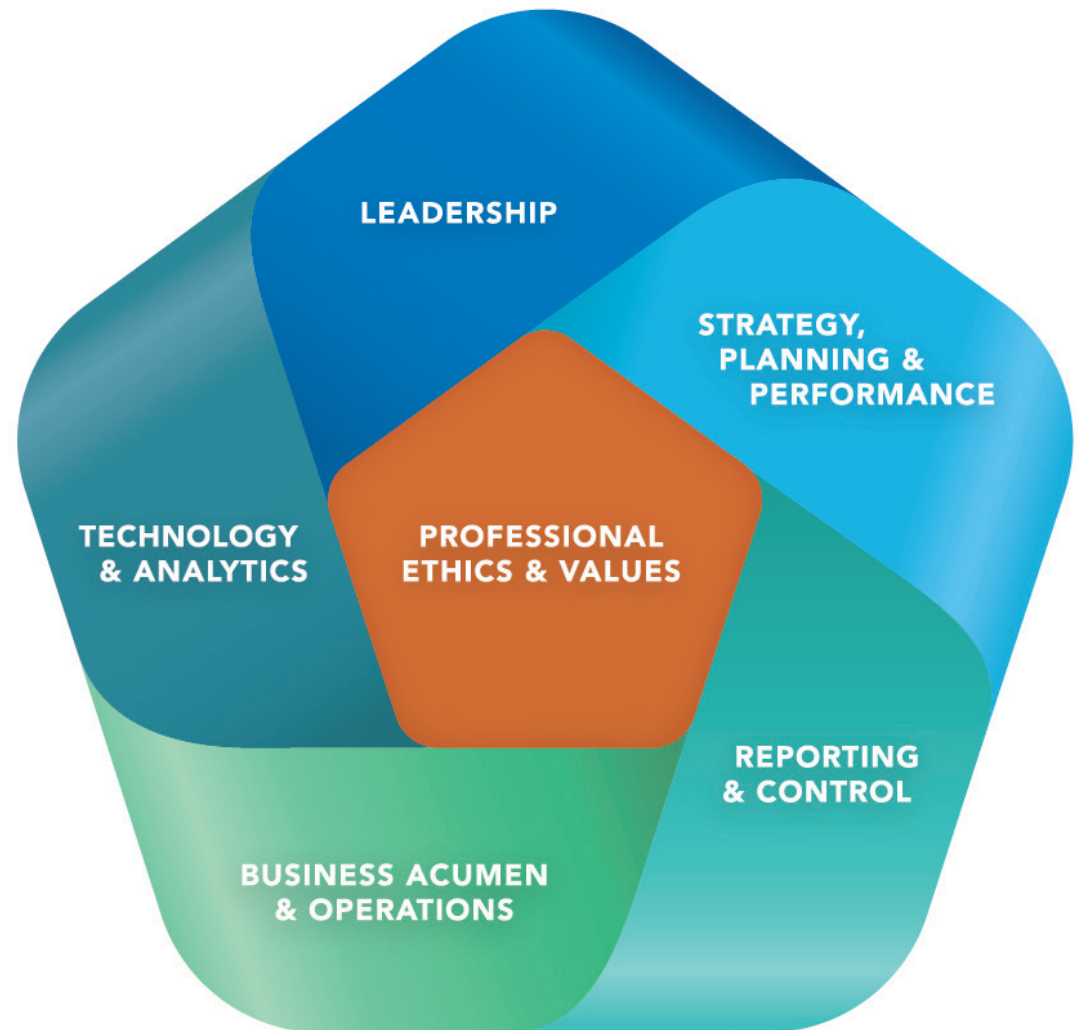 LEADERSHIP
STRATEGY,
PLANNING &
PERFORMANCE
TECHNOLOGY
& ANALYTICS
PROFESSIONAL
ETHICS & VALUES
REPORTING
& CONTROL
BUSINESS ACUMEN
& OPERATIONS